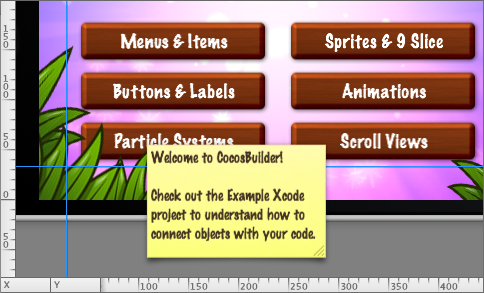 Menus & Items
Sprites & 9 Slice
Buttons & Labels
Animations
Particle Systems
Scroll Views
Welcome to CocosBuilder!
Check out the Example Xcode
project to understand how to
connect objects with your code.
150
100
50
0
50
X Y 100 150 200 250 300 350 400